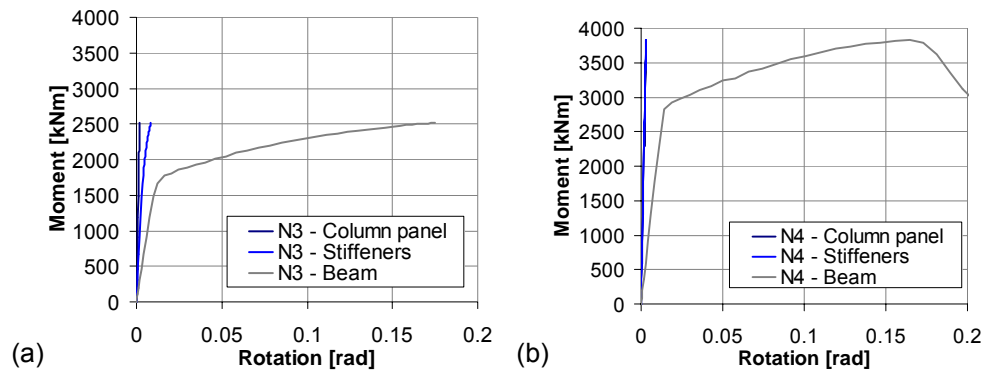 4000
3500
3000
2500
2000
1500
1000
500
0
Moment [kNm]
N3 - Column panel
N3 - Stiffeners
N3 - Beam
0 0.05 0.1 0.15 0.2
Rotation [rad]
(a)
4000
3500
3000
2500
2000
1500
1000
500
0
Moment [kNm]
N4 - Column panel
N4 - Stiffeners
N4 - Beam
0 0.05 0.1 0.15 0.2
Rotation [rad]
(b)